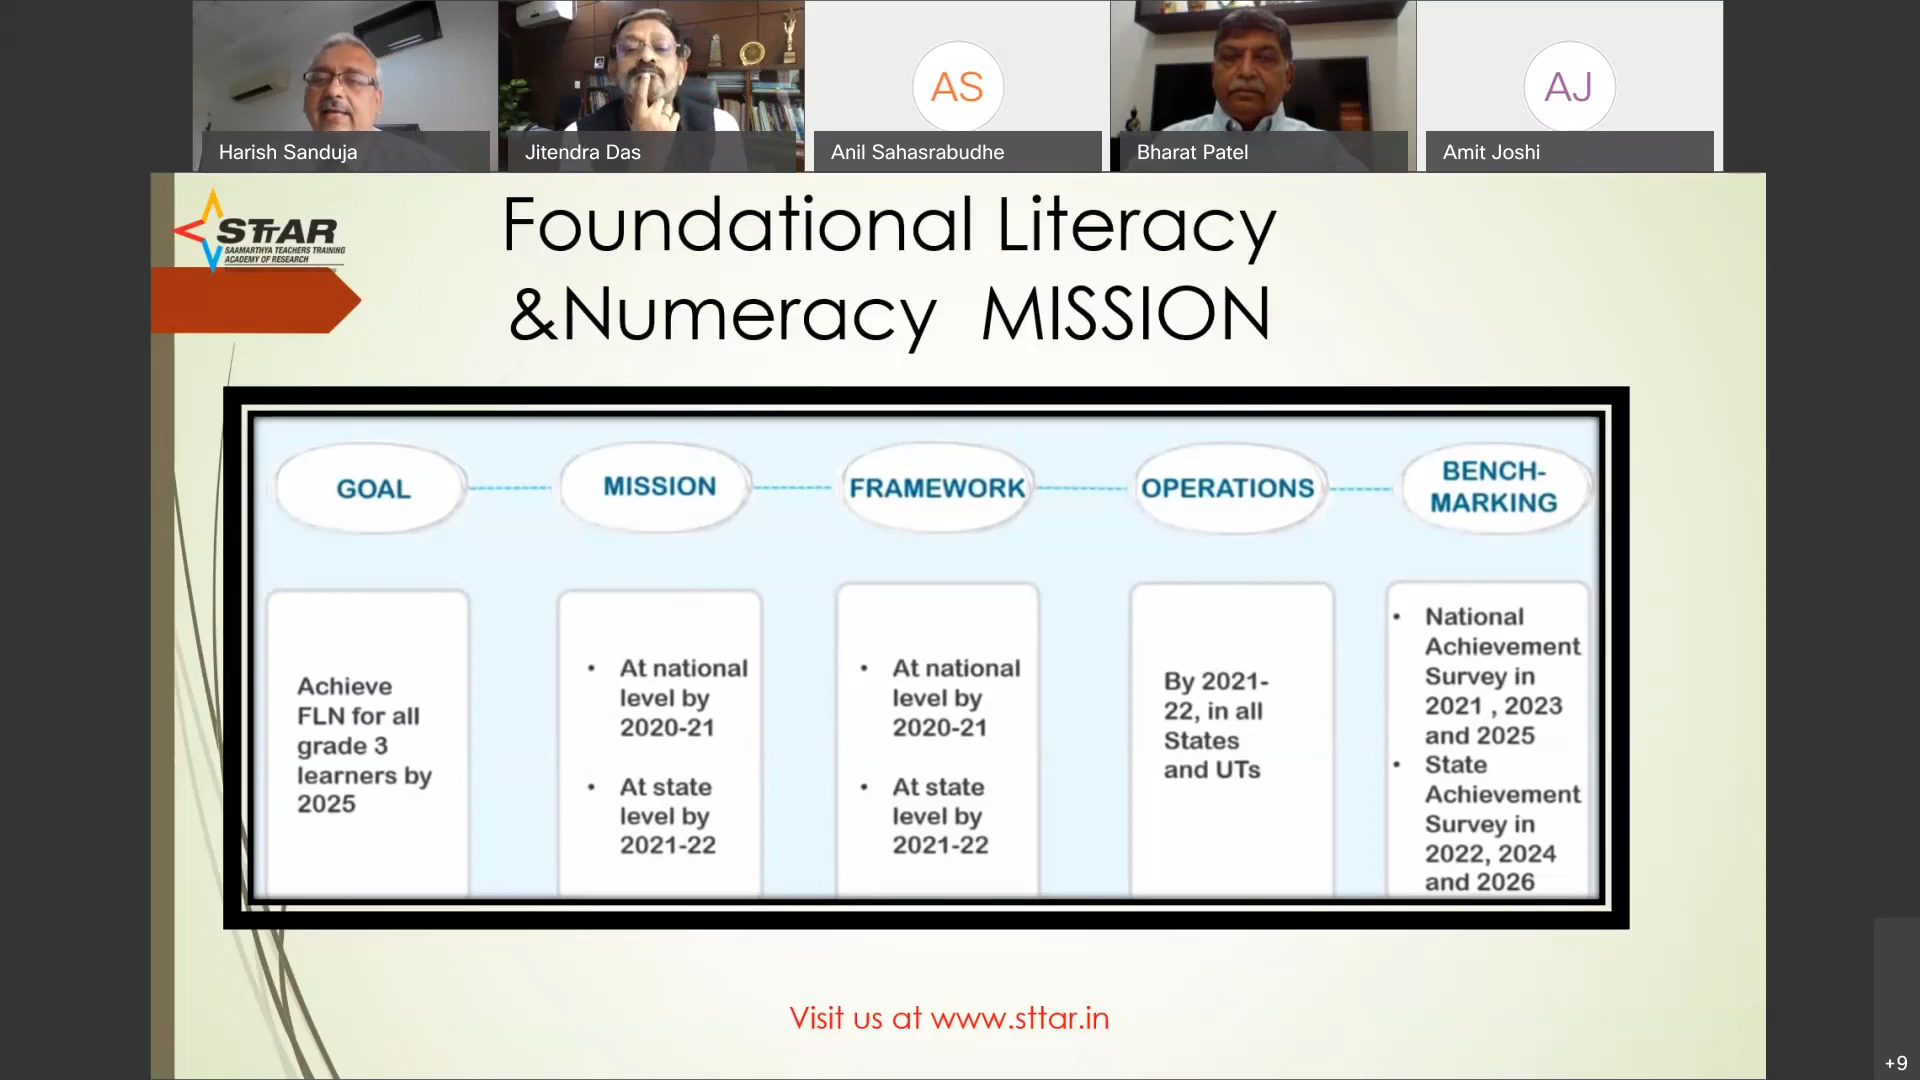 Harish Sanduja
Jitendra Das
AS
Anil Sahasrabudhe
Bharat Patel
AJ
Amit Joshi
STTAR
SAAMARTHYA TEACHERS TRAINING
ACADEMY OF RESEARCH
Foundational Literacy
&Numeracy MISSION
GOAL
MISSION
FRAMEWORK
OPERATIONS
BENCH-
MARKING
Achieve
FLN for all
grade 3
learners by
2025
• At national
level by
2020-21
• At state
level by
2021-22
• At national
level by
2020-21
• At state
level by
2021-22
By 2021-
22, in all
States
and UTs
• National
Achievement
Survey in
2021 , 2023
and 2025
• State
Achievement
Survey in
2022, 2024
and 2026
Visit us at www.sttar.in
+9